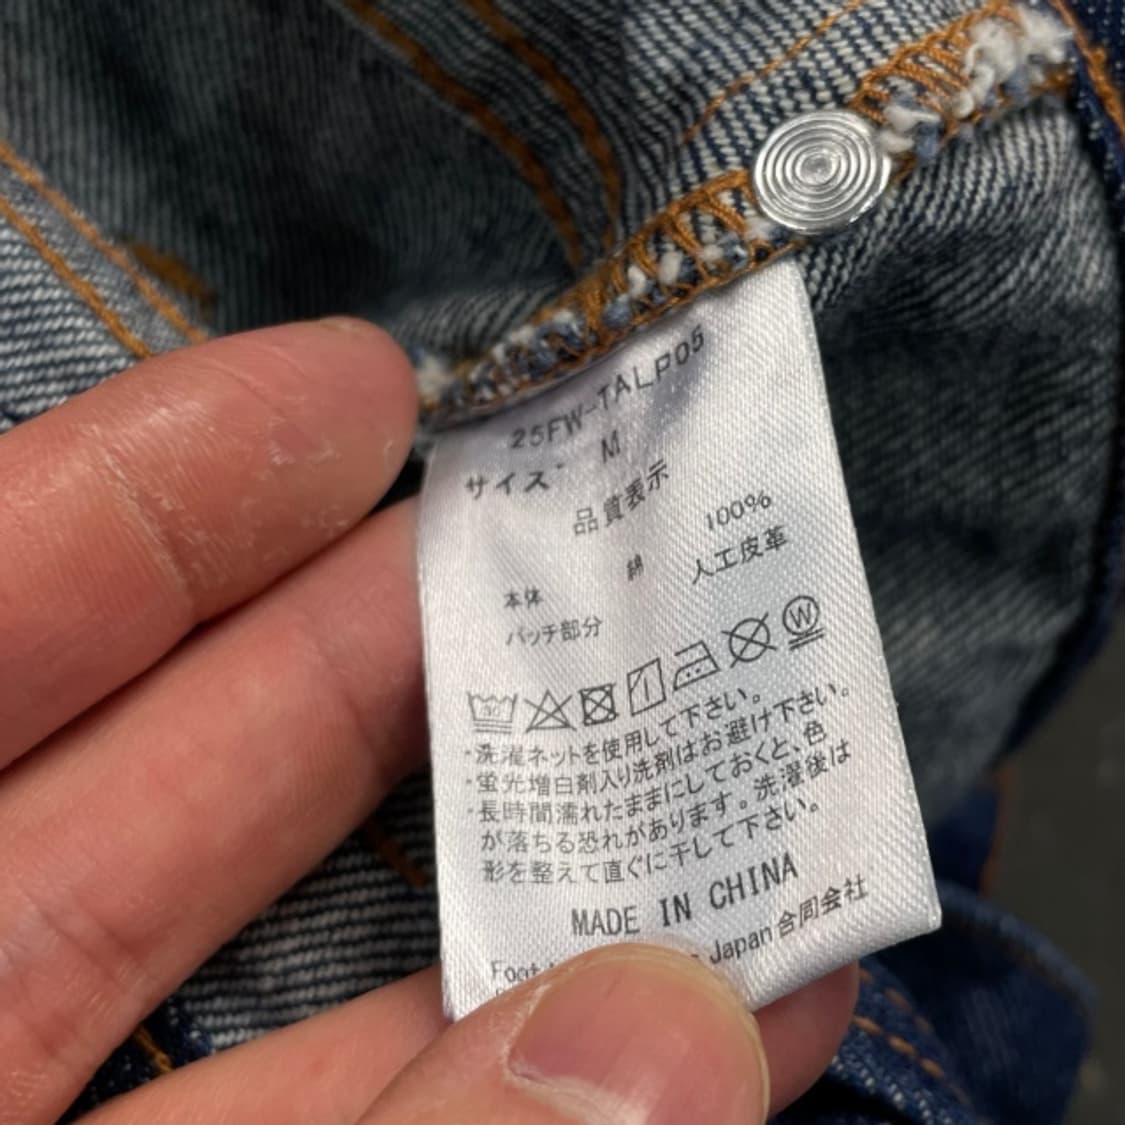 25FW-TALP05
サイズ M
品質表示
本体 綿 100%
パッチ部分 人工皮革
W
・洗濯ネットを使用して下さい。
・蛍光増白剤入り洗剤はお避け下さい。
・長時間濡れたままにしておくと、色
が落ちる恐れがあります。洗濯後は
形を整えて直ぐに干して下さい。
MADE IN CHINA
Japan 合同会社